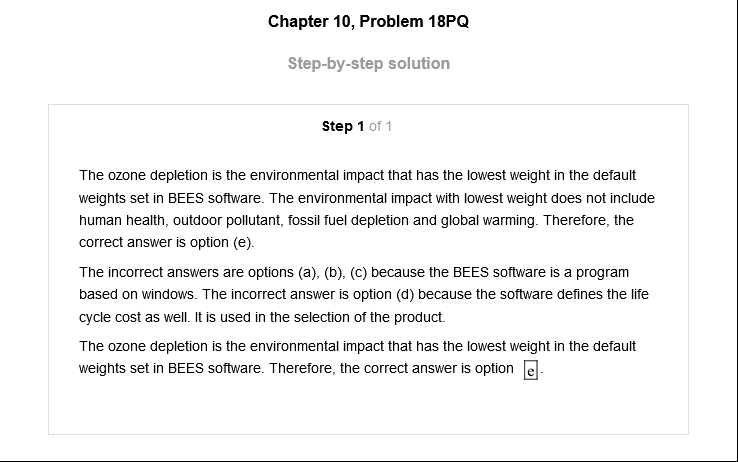 Chapter 10, Problem 18PQ
Step-by-step solution
Step 1 of 1
The ozone depletion is the environmental impact that has the lowest weight in the default
weights set in BEES software. The environmental impact with lowest weight does not include
human health, outdoor pollutant, fossil fuel depletion and global warming. Therefore, the
correct answer is option (e).
The incorrect answers are options (a), (b), (c) because the BEES software is a program
based on windows. The incorrect answer is option (d) because the software defines the life
cycle cost as well. It is used in the selection of the product.
The ozone depletion is the environmental impact that has the lowest weight in the default
weights set in BEES software. Therefore, the correct answer is option e.